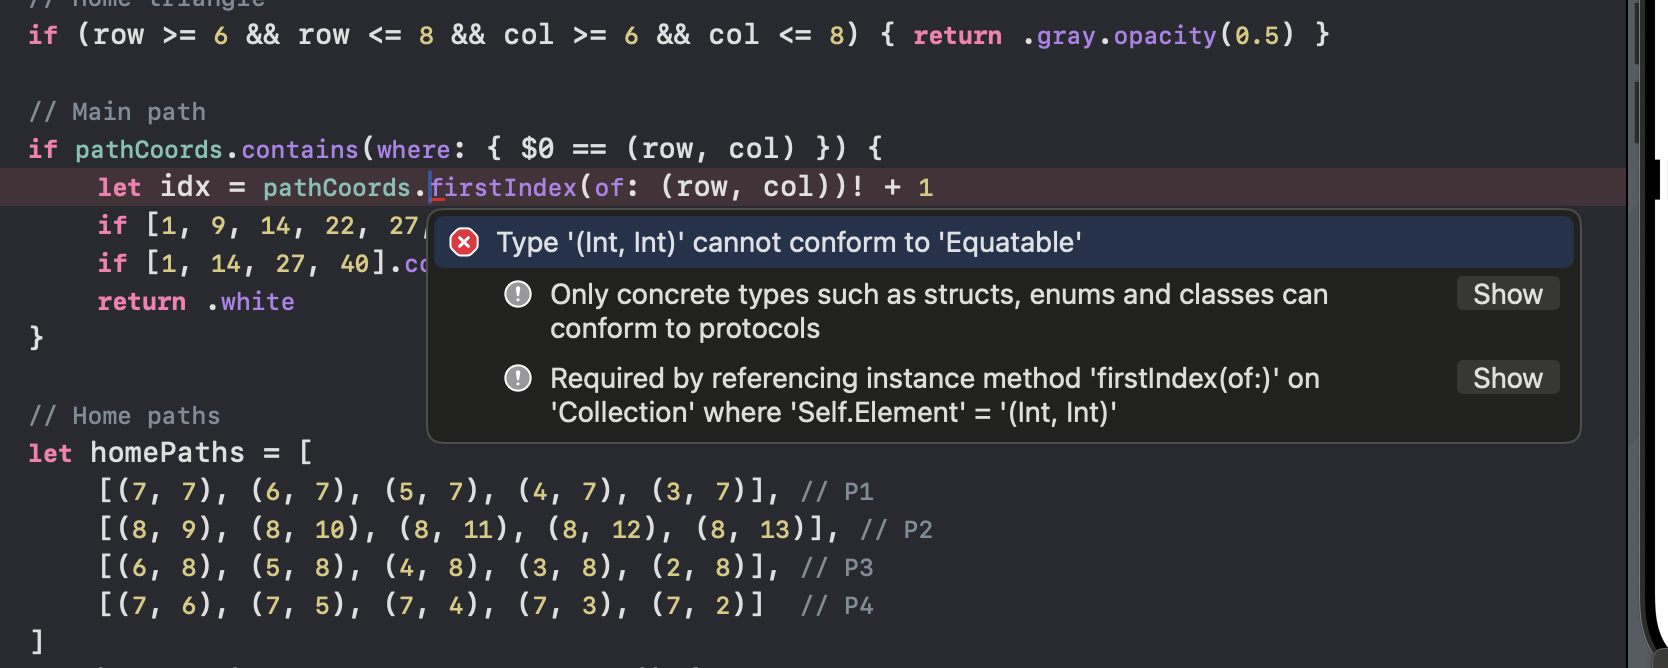 // Home triangle
if (row >= 6 && row <= 8 && col >= 6 && col <= 8) { return .gray.opacity(0.5) }
// Main path
if pathCoords.contains(where: { $0 == (row, col) }) {
let idx = pathCoords.firstIndex(of: (row, col))! + 1
if [1, 9, 14, 22, 27,
if [1, 14, 27, 40].co
return .white
}
Type '(Int, Int)' cannot conform to 'Equatable'
Only concrete types such as structs, enums and classes can
conform to protocols
Show
Required by referencing instance method 'firstIndex(of:)' on
'Collection' where 'Self.Element' = '(Int, Int)'
Show
// Home paths
let homePaths = [
[(7, 7), (6, 7), (5, 7), (4, 7), (3, 7)], // P1
[(8, 9), (8, 10), (8, 11), (8, 12), (8, 13)], // P2
[(6, 8), (5, 8), (4, 8), (3, 8), (2, 8)], // P3
[(7, 6), (7, 5), (7, 4), (7, 3), (7, 2)] // P4
]